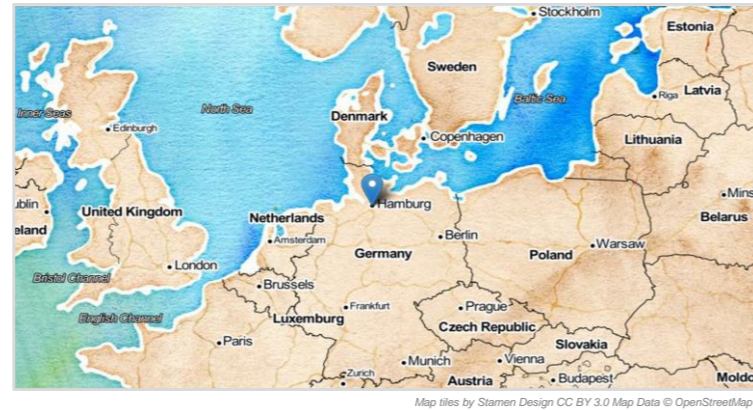 Stockholm
Estonia
Sweden
Inner Seas
North Sea
Baltic Sea
Riga
Latvia
Denmark
Edinburgh
Copenhagen
Lithuania
Mins
ublin
United Kingdom
Netherlands
Hamburg
Belarus
eland
Amsterdam
Berlin
Germany
Poland
Warsaw
London
Bristol Channel
Brussels
English Channel
Luxemburg
Frankfurt
Prague
Czech Republic
Paris
Slovakia
Zurich
Munich
Vienna
Austria
Budapest
Moldo
Map tiles by Stamen Design CC BY 3.0 Map Data © OpenStreetMap